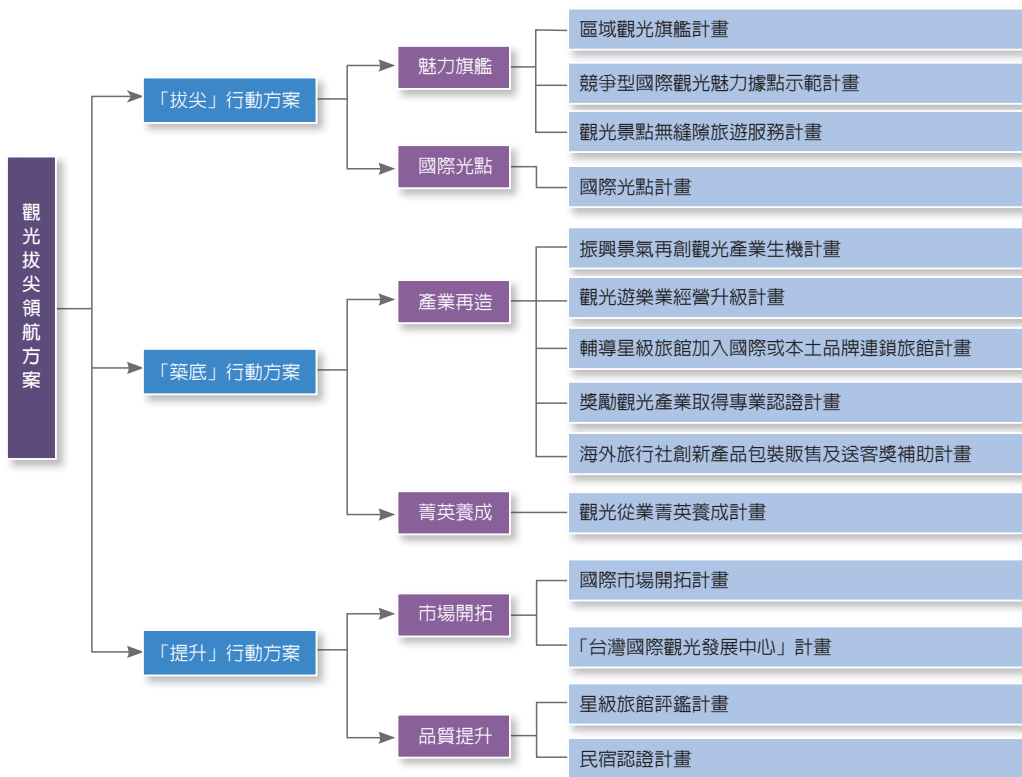 觀光拔尖領航方案
「拔尖」行動方案
魅力旗艦
區域觀光旗艦計畫
競爭型國際觀光魅力據點示範計畫
觀光景點無縫隙旅遊服務計畫
國際光點
國際光點計畫
「築底」行動方案
產業再造
振興景氣再創觀光產業生機計畫
觀光遊樂業經營升級計畫
輔導星級旅館加入國際或本土品牌連鎖旅館計畫
獎勵觀光產業取得專業認證計畫
海外旅行社創新產品包裝販售及送客獎補助計畫
菁英養成
觀光從業菁英養成計畫
「提升」行動方案
市場開拓
國際市場開拓計畫
「台灣國際觀光發展中心」計畫
品質提升
星級旅館評鑑計畫
民宿認證計畫